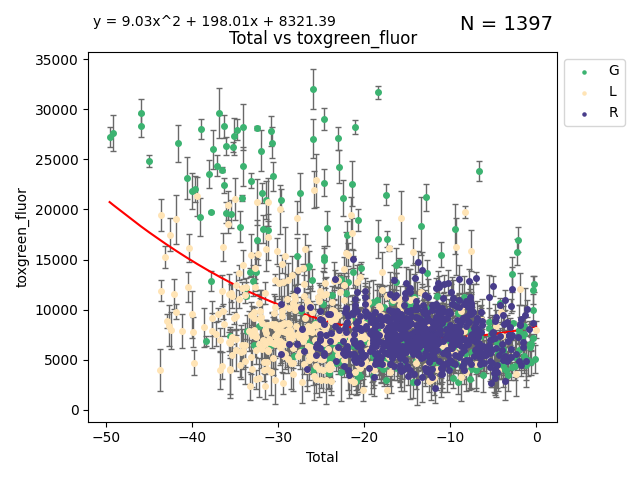 y = 9.03x^2 + 198.01x + 8321.39
N = 1397
Total vs toxgreen_fluor
35000
30000
25000
20000
15000
10000
5000
0
toxgreen_fluor
−50
−40
−30
−20
−10
0
Total
G
L
R